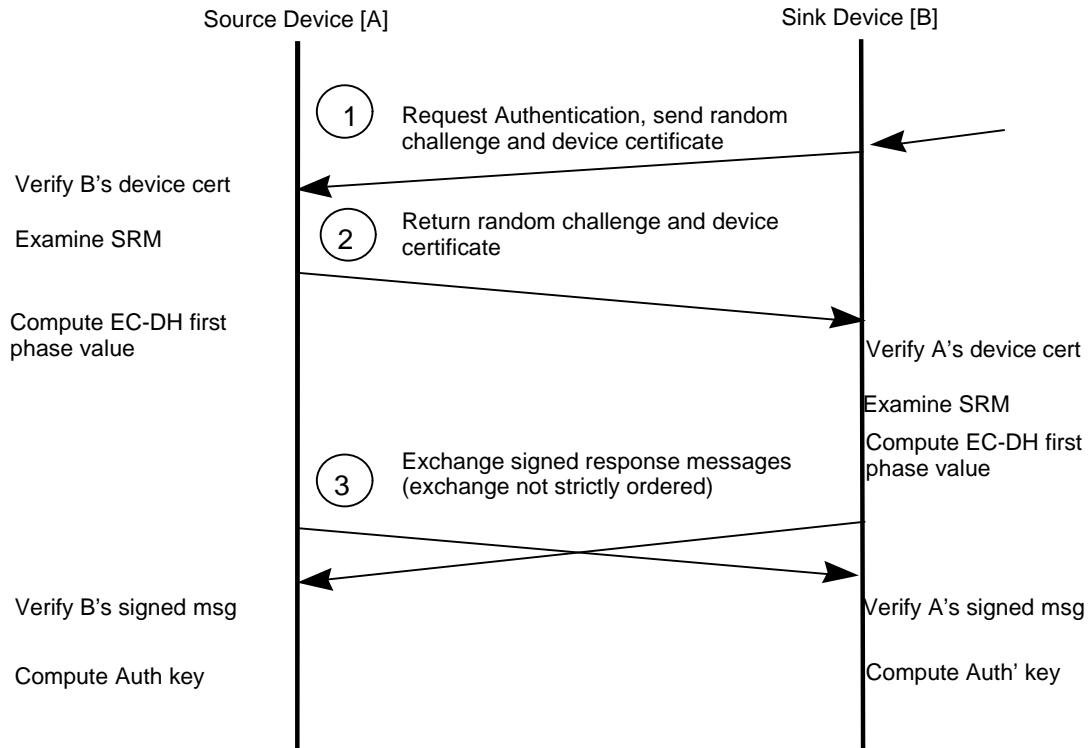 Source Device [A]
Sink Device [B]
1
Request Authentication, send random
challenge and device certificate
Verify B's device cert
2
Return random challenge and device
certificate
Examine SRM
Compute EC-DH first
phase value
Verify A's device cert
Examine SRM
Compute EC-DH first
phase value
3
Exchange signed response messages
(exchange not strictly ordered)
Verify B's signed msg
Verify A's signed msg
Compute Auth key
Compute Auth' key